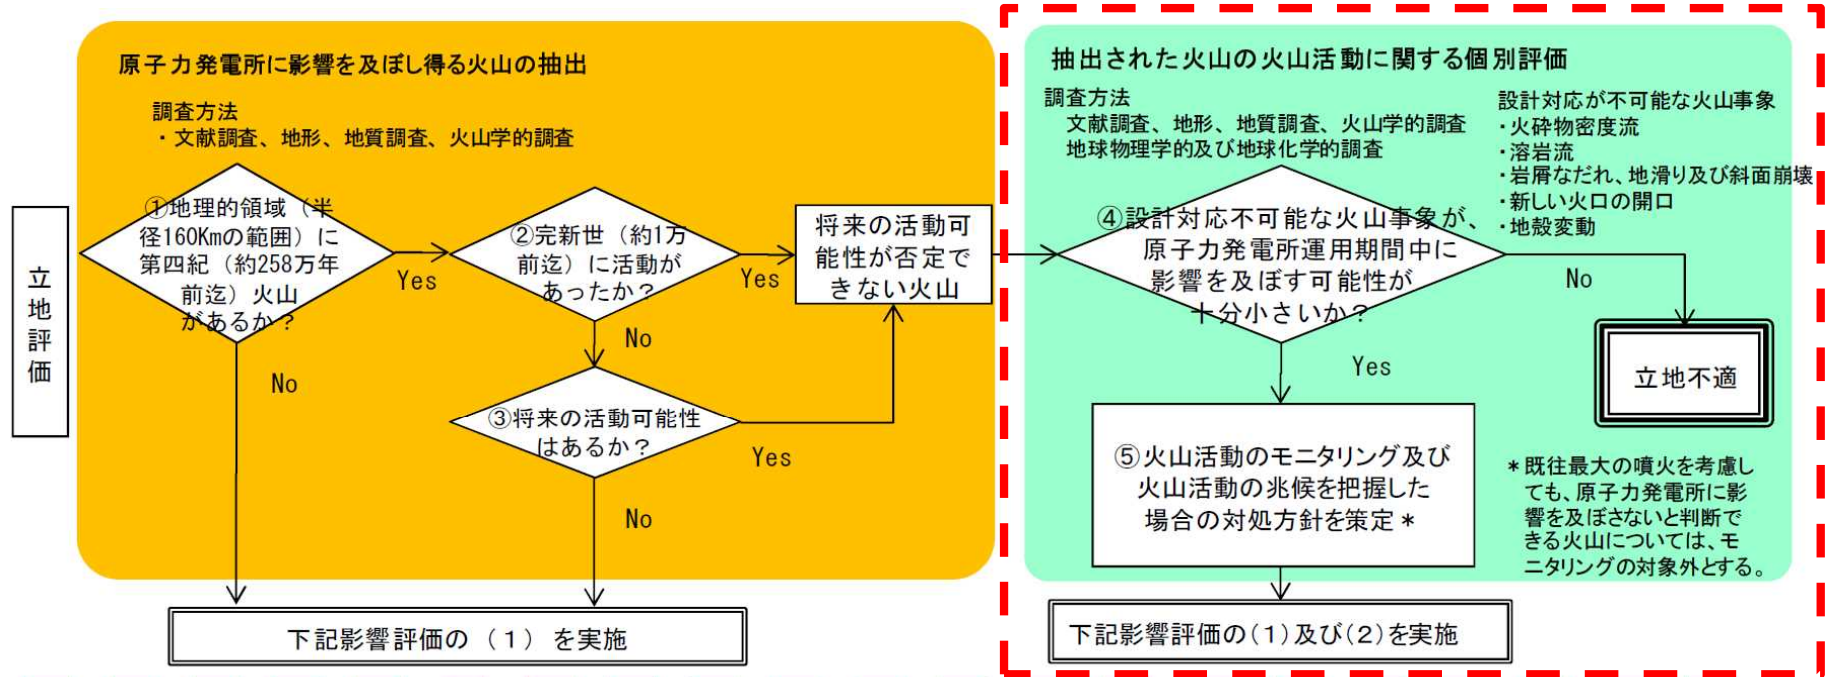 立地評価
原子力発電所に影響を及ぼし得る火山の抽出
調査方法
・文献調査、地形、地質調査、火山学的調査
①地理的領域（半
径160Kmの範囲）に
第四紀（約258万年
前迄）火山
があるか？
Yes
No
②完新世（約1万
前迄）に活動が
あったか？
Yes
No
③将来の活動可能性
はあるか？
Yes
No
将来の活動可
能性が否定で
きない火山
下記影響評価の（１）を実施
抽出された火山の火山活動に関する個別評価
調査方法
文献調査、地形、地質調査、火山学的調査
地球物理学的及び地球化学的調査
設計対応が不可能な火山事象
・火砕物密度流
・溶岩流
・岩屑なだれ、地滑り及び斜面崩壊
・新しい火口の開口
・地殻変動
④設計対応不可能な火山事象が、
原子力発電所運用期間中に
影響を及ぼす可能性が
十分小さいか？
No
Yes
立地不適
⑤火山活動のモニタリング及び
火山活動の兆候を把握した
場合の対処方針を策定＊
＊既往最大の噴火を考慮し
ても、原子力発電所に影
響を及ぼさないと判断で
きる火山については、モ
ニタリングの対象外とする。
下記影響評価の(１)及び(２)を実施